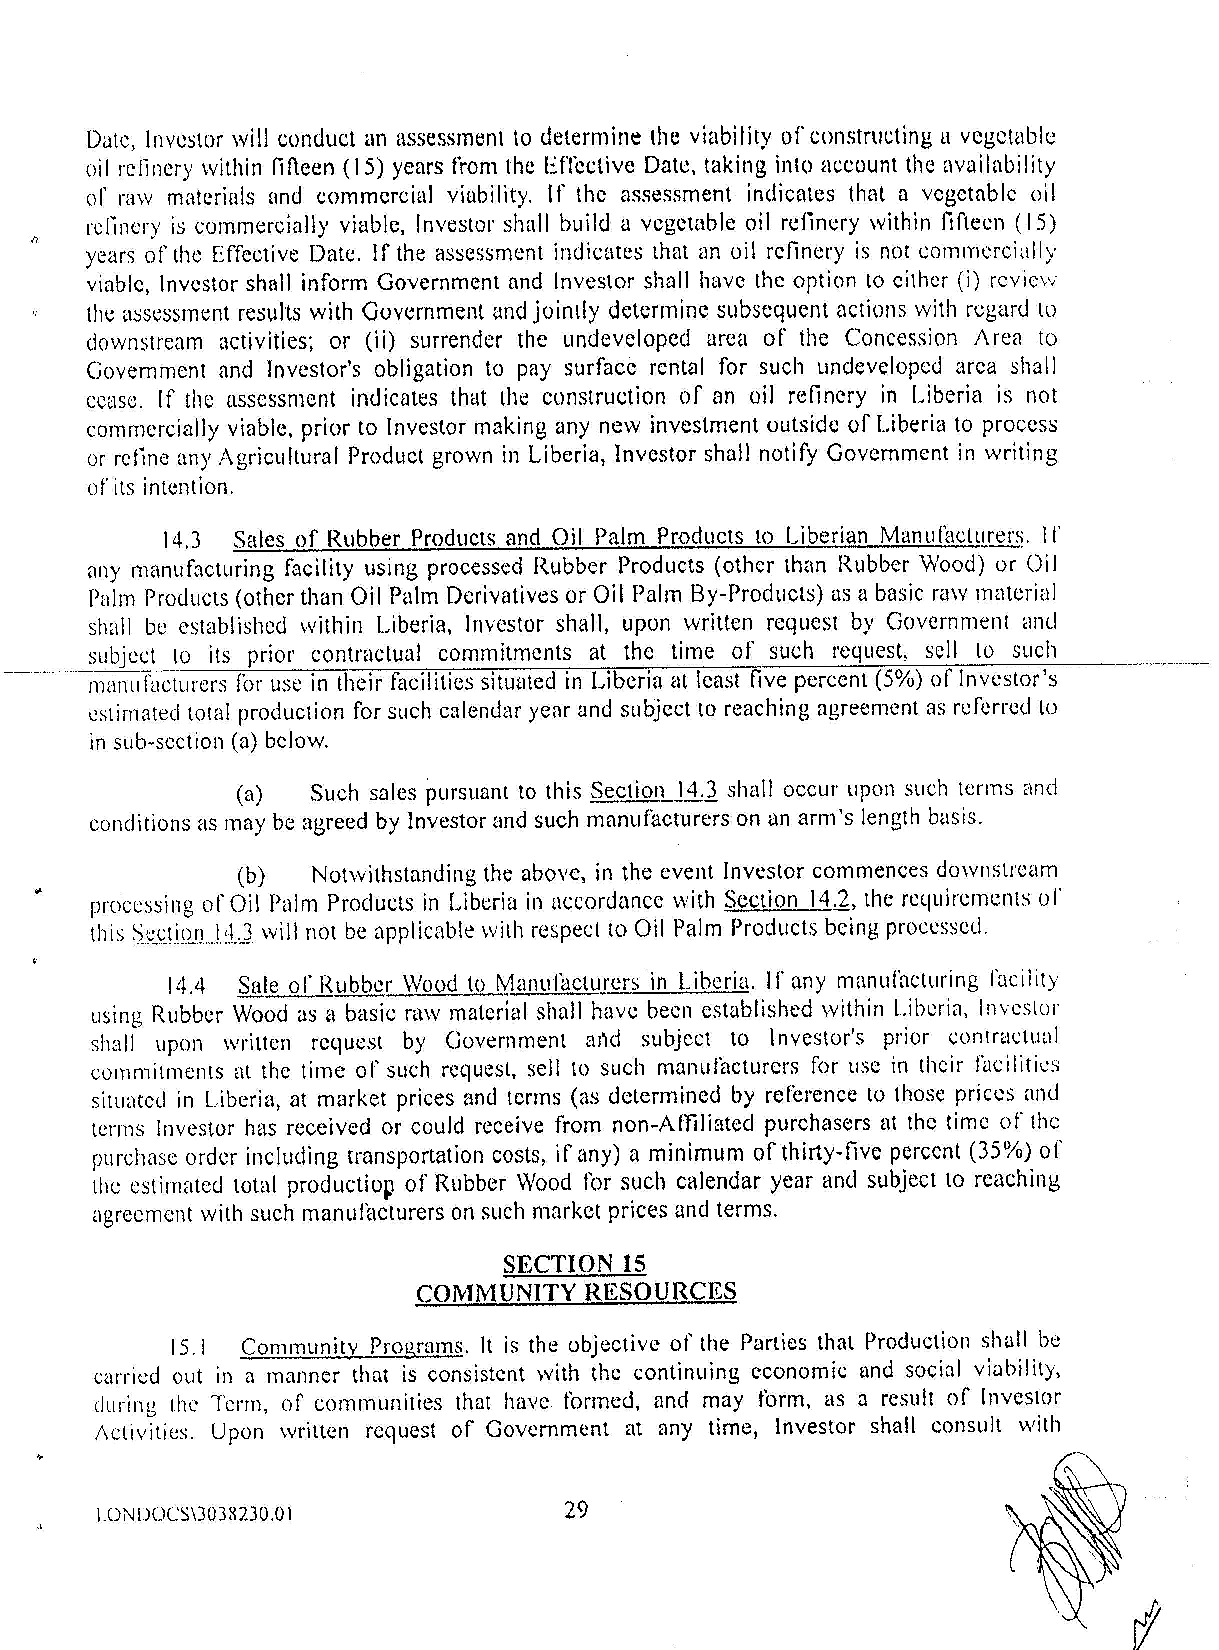 Date, Investor will conduct an assessment to determine the viability of constructing a vegetable
oil refinery within fifteen (15) years from the Effective Date, taking into account the availability
of raw materials and commercial viability. If the assessment indicates that a vegetable oil
refinery is commercially viable, Investor shall build a vegetable oil refinery within fifteen (15)
years of the Effective Date. If the assessment indicates that an oil refinery is not commercially
viable, Investor shall inform Government and Investor shall have the option to either (i) review
the assessment results with Government and jointly determine subsequent actions with regard to
downstream activities; or (ii) surrender the undeveloped area of the Concession Area to
Government and Investor's obligation to pay surface rental for such undeveloped area shall
cease. If the assessment indicates that the construction of an oil refinery in Liberia is not
commercially viable, prior to Investor making any new investment outside of Liberia to process
or refine any Agricultural Product grown in Liberia, Investor shall notify Government in writing
of its intention.
14.3 Sales of Rubber Products and Oil Palm Products to Liberian Manufacturers. If
any manufacturing facility using processed Rubber Products (other than Rubber Wood) or Oil
Palm Products (other than Oil Palm Derivatives or Oil Palm By-Products) as a basic raw material
shall be established within Liberia, Investor shall, upon written request by Government and
subject to its prior contractual commitments at the time of such request, sell to such
manufacturers for use in their facilities situated in Liberia at least five percent (5%) of Investor's
estimated total production for such calendar year and subject to reaching agreement as referred to
in sub-section (a) below.
(a) Such sales pursuant to this Section 14.3 shall occur upon such terms and
conditions as may be agreed by Investor and such manufacturers on an arm's length basis.
(b) Notwithstanding the above, in the event Investor commences downstream
processing of Oil Palm Products in Liberia in accordance with Section 14.2, the requirements of
this Section 14.3 will not be applicable with respect to Oil Palm Products being processed.
14.4 Sale of Rubber Wood to Manufacturers in Liberia. If any manufacturing facility
using Rubber Wood as a basic raw material shall have been established within Liberia, Investor
shall upon written request by Government and subject to Investor's prior contractual
commitments at the time of such request, sell to such manufacturers for use in their facilities
situated in Liberia, at market prices and terms (as determined by reference to those prices and
terms Investor has received or could receive from non-Affiliated purchasers at the time of the
purchase order including transportation costs, if any) a minimum of thirty-five percent (35%) of
the estimated total production of Rubber Wood for such calendar year and subject to reaching
agreement with such manufacturers on such market prices and terms.
SECTION 15
COMMUNITY RESOURCES
15.1 Community Programs. It is the objective of the Parties that Production shall be
carried out in a manner that is consistent with the continuing economic and social viability,
during the Term, of communities that have formed, and may form, as a result of Investor
Activities. Upon written request of Government at any time, Investor shall consult with
LONDOCS\3038230.01
29